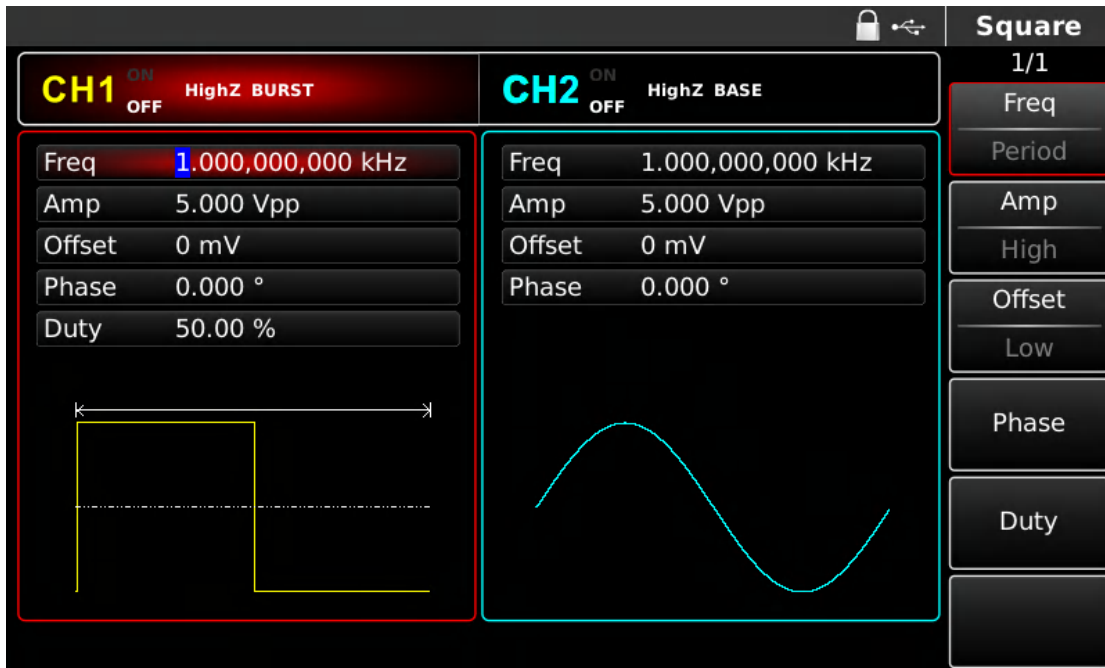 Square
1/1
CH1 ON OFF HighZ BURST
CH2 ON OFF HighZ BASE
Freq 1.000,000,000 kHz
Amp 5.000 Vpp
Offset 0 mV
Phase 0.000 °
Duty 50.00 %
Freq 1.000,000,000 kHz
Amp 5.000 Vpp
Offset 0 mV
Phase 0.000 °
Freq
Period
Amp
High
Offset
Low
Phase
Duty